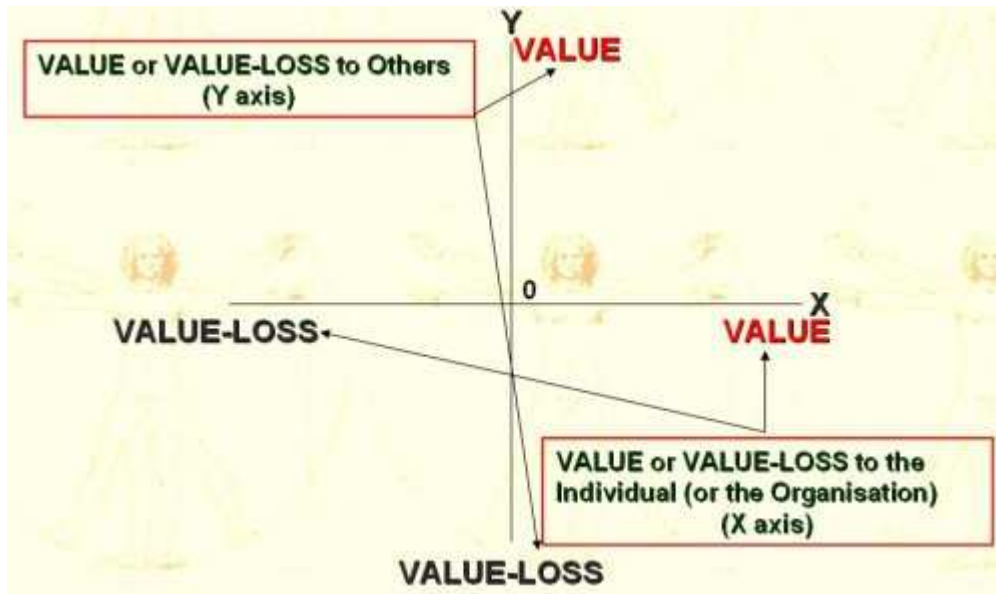 Y
VALUE
VALUE or VALUE-LOSS to Others
(Y axis)
0
X
VALUE-LOSS
VALUE
VALUE or VALUE-LOSS to the
Individual (or the Organisation)
(X axis)
VALUE-LOSS